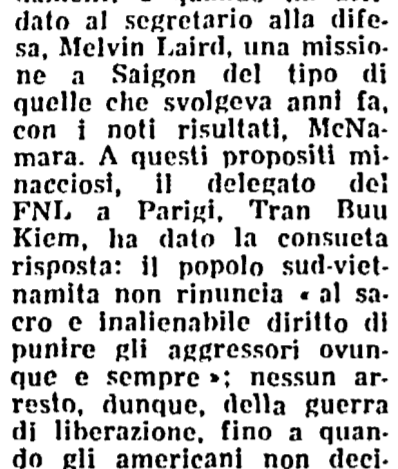 dato al segretario alla dife-
sa, Melvin Laird, una missio-
ne a Saigon del tipo di
quelle che svolgeva anni fa,
con i noti risultati, McNa-
mara. A questi propositi mi-
nacciosi, il delegato del
FNL a Parigi, Tran Buu
Kiem, ha dato la consueta
risposta: il popolo sud-viet-
namita non rinuncia « al sa-
cro e inalienabile diritto di
punire gli aggressori ovun-
que e sempre »; nessun ar-
resto, dunque, della guerra
di liberazione, fino a quan-
do gli americani non deci-